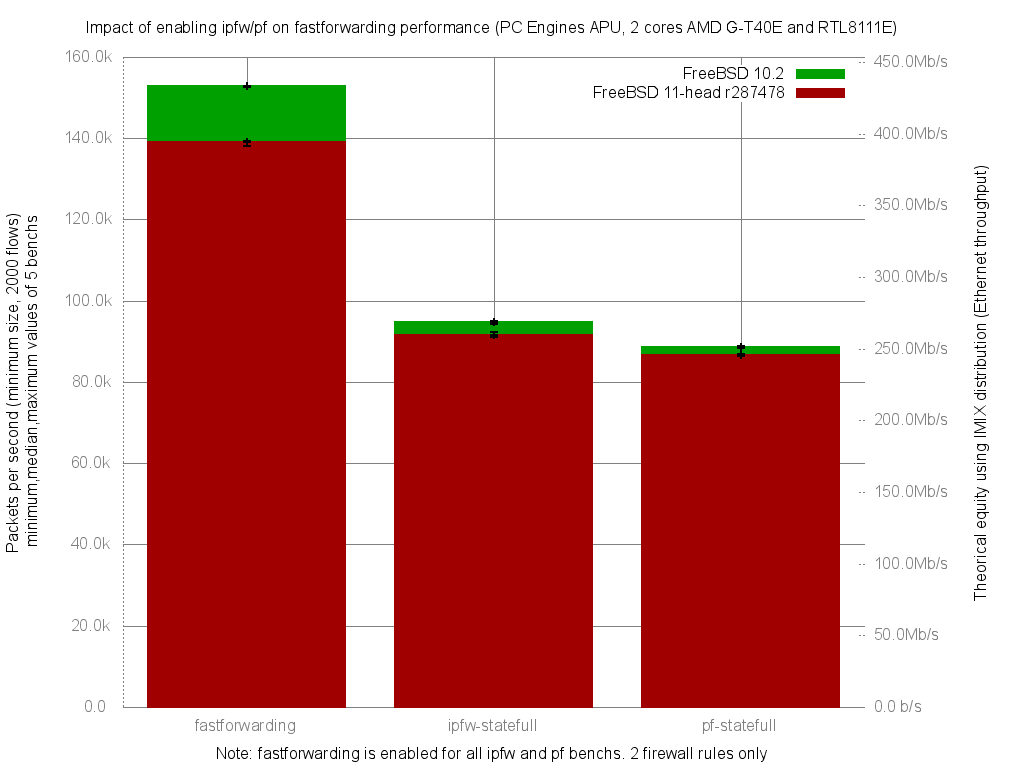 Impact of enabling ipfw/pf on fastforwarding performance (PC Engines APU, 2 cores AMD G-T40E and RTL8111E)
FreeBSD 10.2
FreeBSD 11-head r287478
Packets per second (minimum size, 2000 flows)
minimum,median,maximum values of 5 benchs
160.0k
140.0k
120.0k
100.0k
80.0k
60.0k
40.0k
20.0k
0.0
450.0Mb/s
400.0Mb/s
350.0Mb/s
300.0Mb/s
250.0Mb/s
200.0Mb/s
150.0Mb/s
100.0Mb/s
50.0Mb/s
0.0 b/s
Theorical equity using IMIX distribution (Ethernet throughput)
fastforwarding
ipfw-statefull
pf-statefull
Note: fastforwarding is enabled for all ipfw and pf benchs. 2 firewall rules only